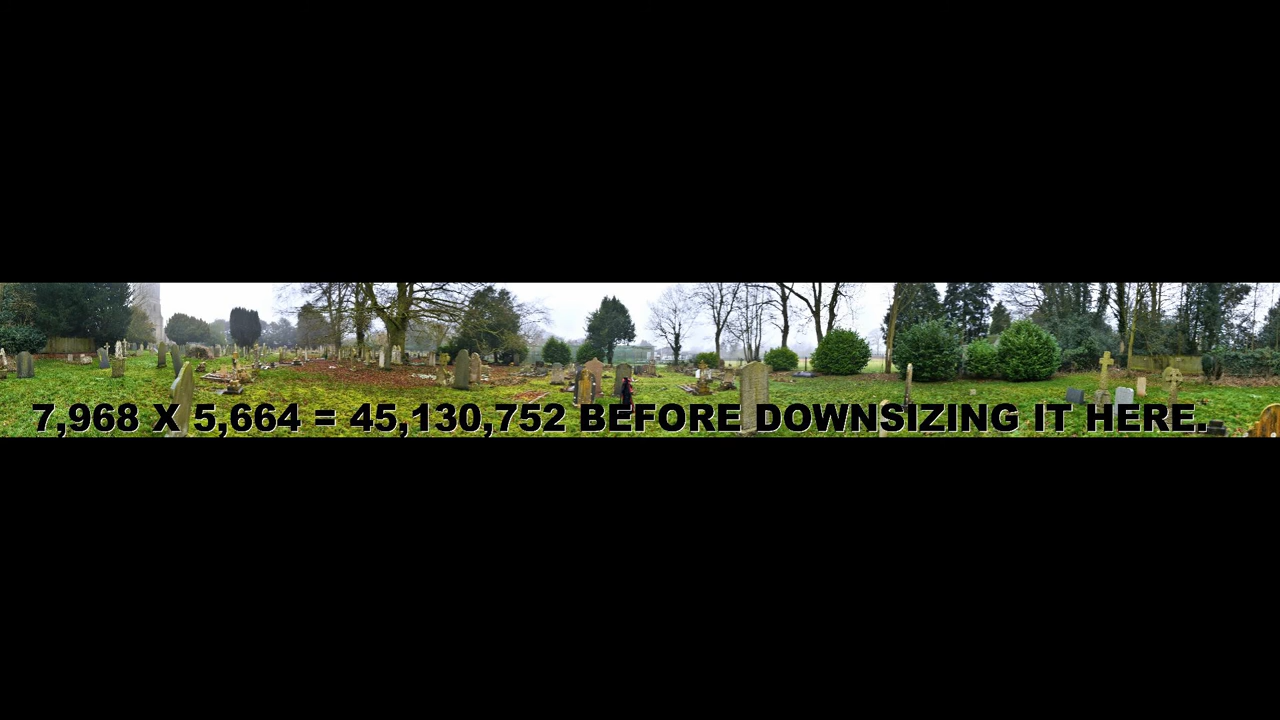 7,968 X 5,664 = 45,130,752 BEFORE DOWNSIZING IT HERE.